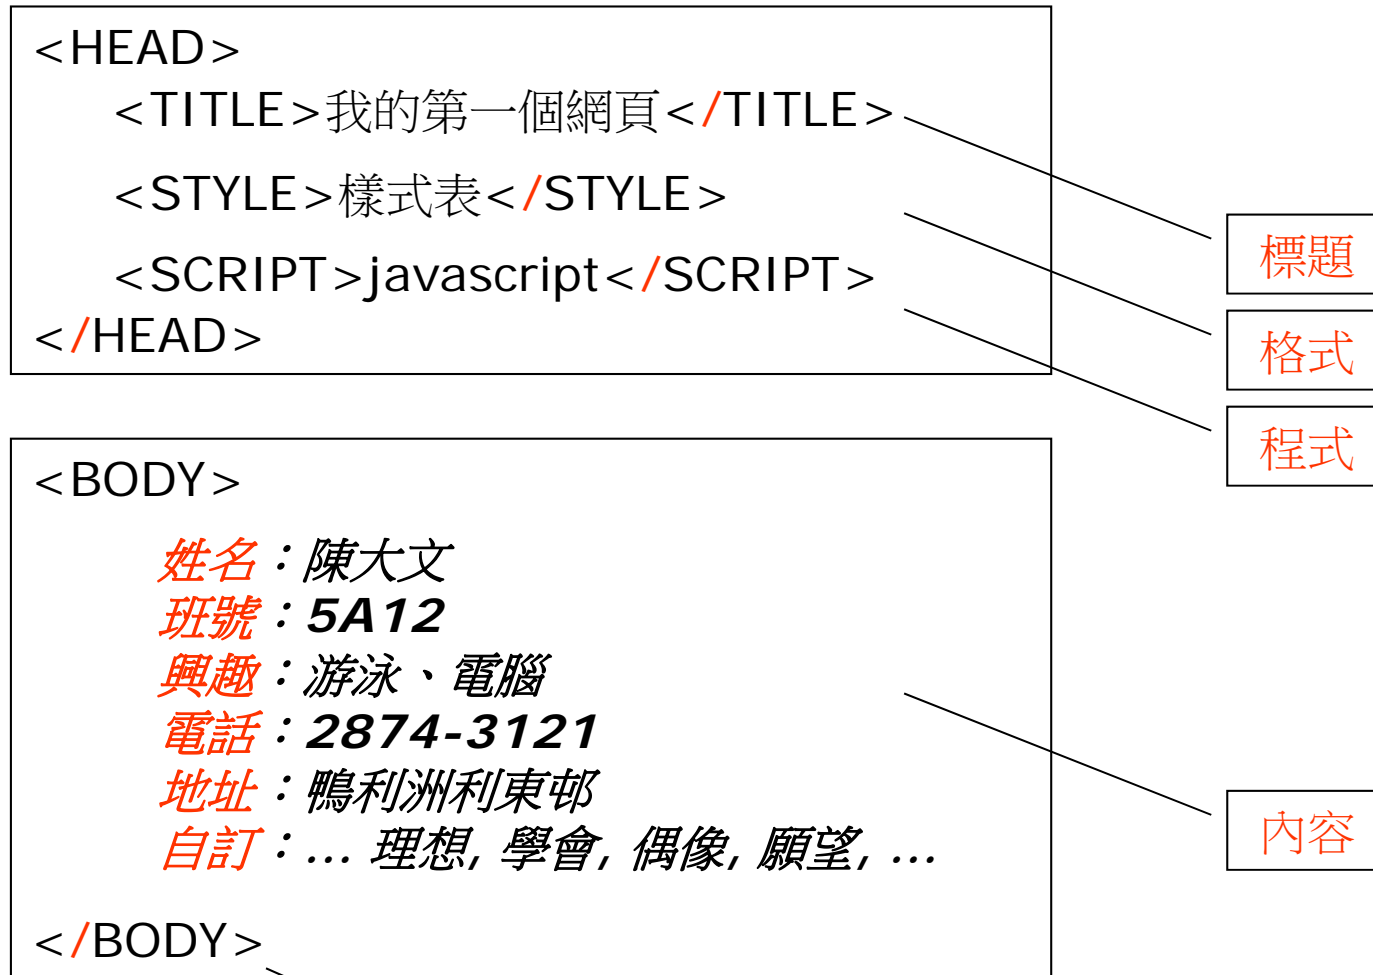 <HEAD>
<TITLE>我的第一個網頁</TITLE>
<STYLE>樣式表</STYLE>
<SCRIPT>javascript</SCRIPT>
</HEAD>
標題
格式
程式
<BODY>
姓名：陳大文
班號：5A12
興趣：游泳、電腦
電話：2874-3121
地址：鴨利洲利東邨
自訂：... 理想, 學會, 偶像, 願望, ...
內容
</BODY>